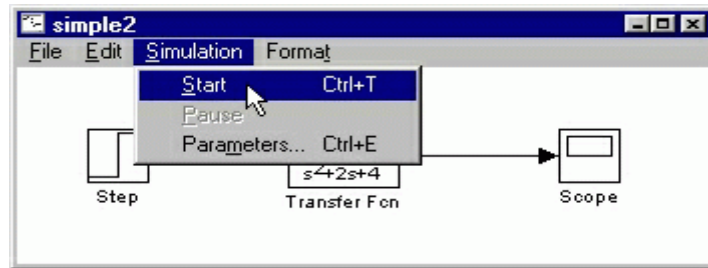 simple2
File Edit Simulation Format
Start Ctrl+T
Pause
Parameters... Ctrl+E
s²+2s+4
Step Transfer Fcn Scope